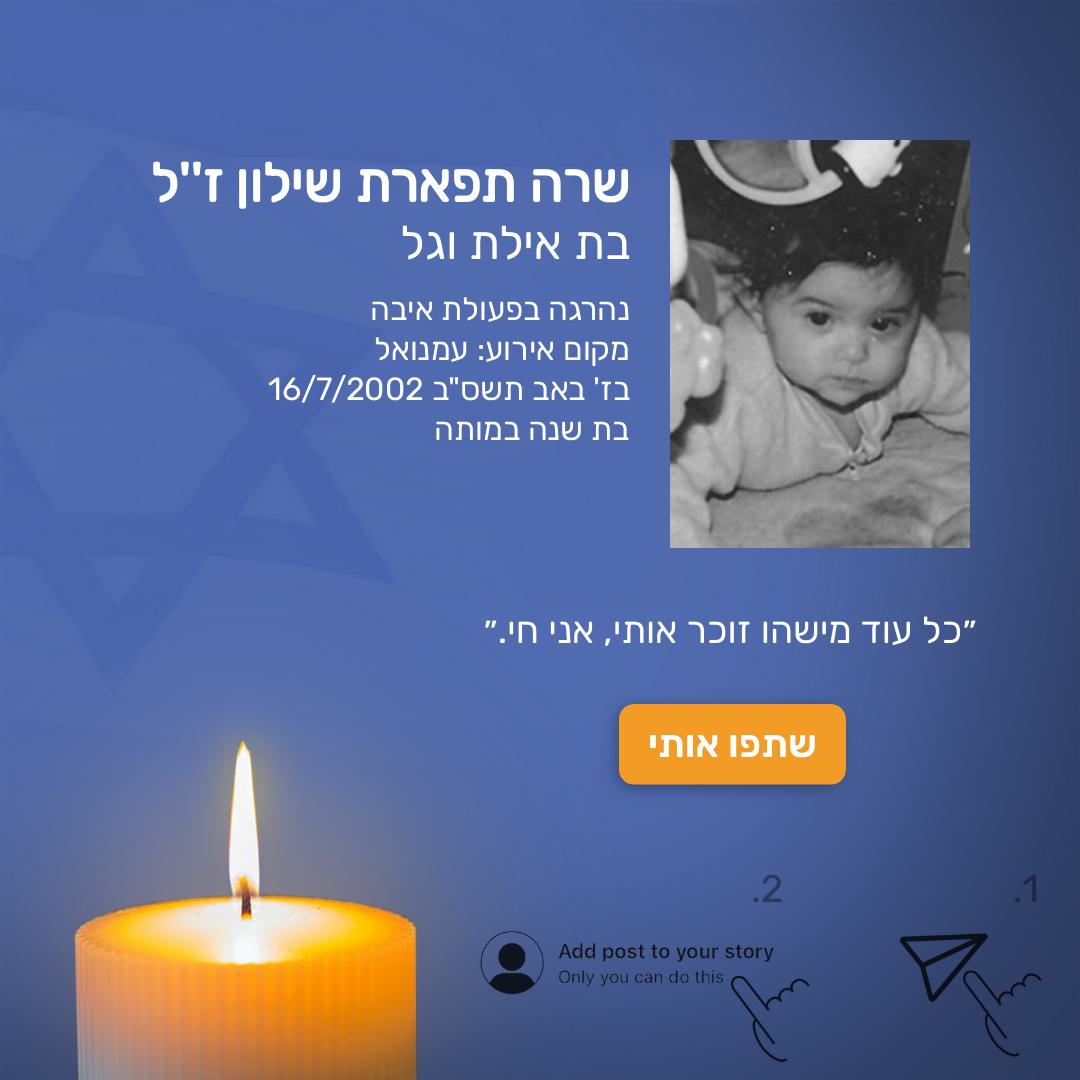 שרה תפארת שילון ז''ל
בת אילת וגל
נהרגה בפעולת איבה
מקום אירוע: עמנואל
בז' באב תשס"ב 16/7/2002
בת שנה במותה
״כל עוד מישהו זוכר אותי, אני חי.״
שתפו אותי
.1
.2
Add post to your story
Only you can do this